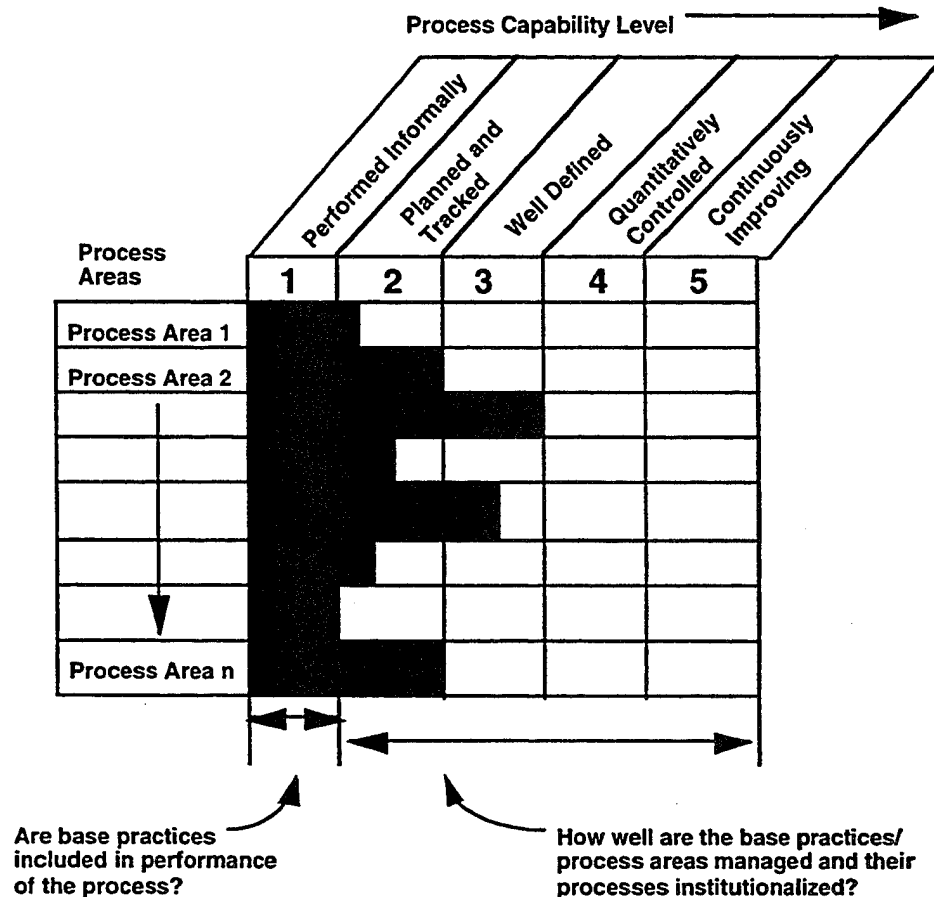 Process Capability Level
Performed Informally
Planned and
Tracked
Well Defined
Quantitatively
Controlled
Continuously
Improving
Process
Areas
1
2
3
4
5
Process Area 1
Process Area 2
Process Area n
Are base practices
included in performance
of the process?
How well are the base practices/
process areas managed and their
processes institutionalized?